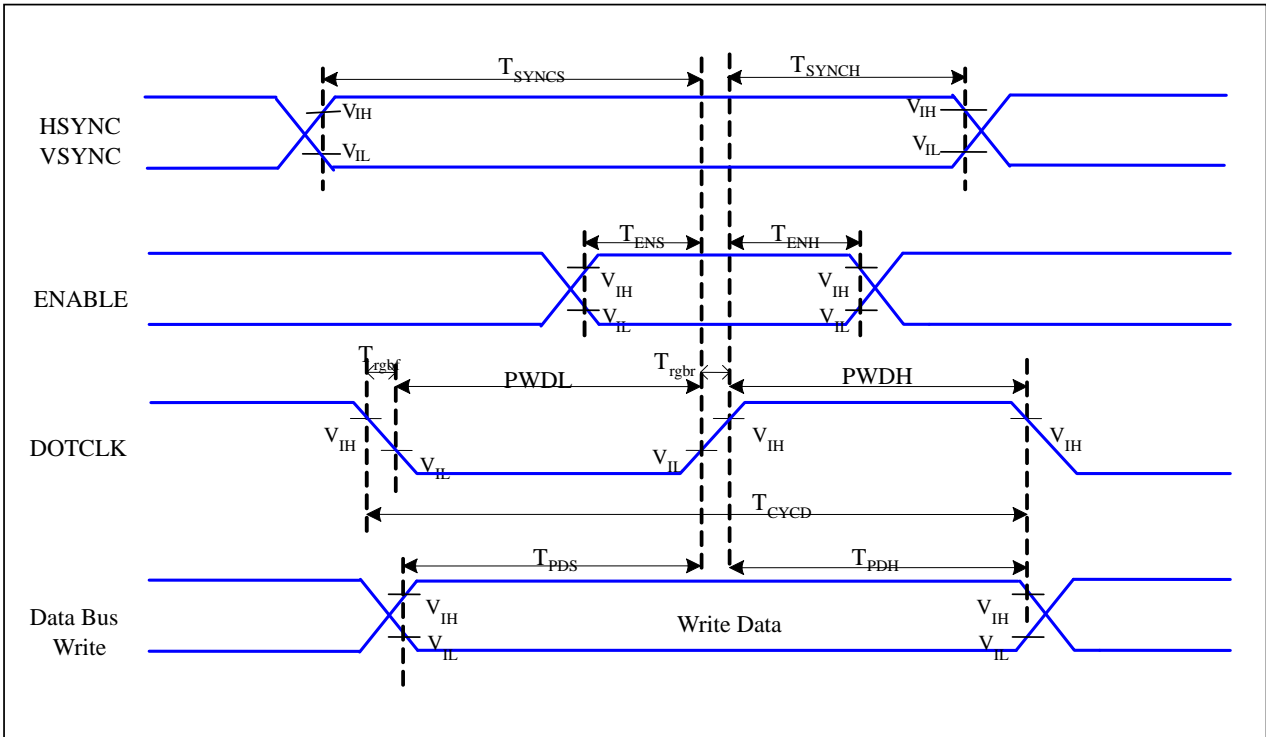 TSYNCS
TSYNCH
HSYNC
VSYNC
VIH
VIL
VIH
VIL
TENS
TENH
ENABLE
VIH
VIL
VIH
VIL
Trgbf
PWDL
Trgbr
PWDH
DOTCLK
VIH
VIL
VIL
VIH
VIH
TCYCD
TPDS
TPDH
Data Bus
Write
VIH
VIL
Write Data
VIH
VIL